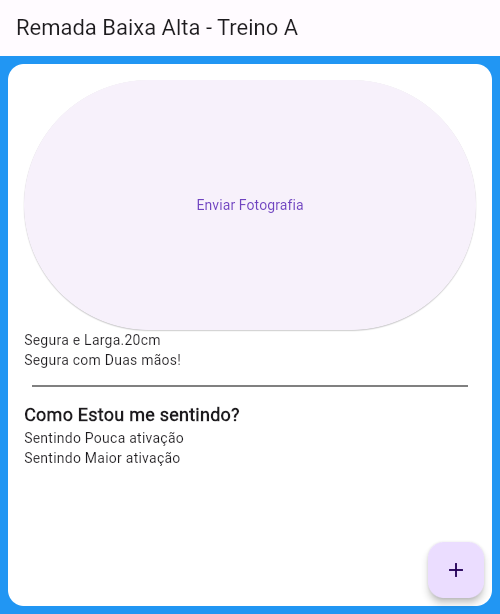 Remada Baixa Alta - Treino A
Enviar Fotografia
Segura e Larga.20cm
Segura com Duas mãos!
Como Estou me sentindo?
Sentindo Pouca ativação
Sentindo Maior ativação
+